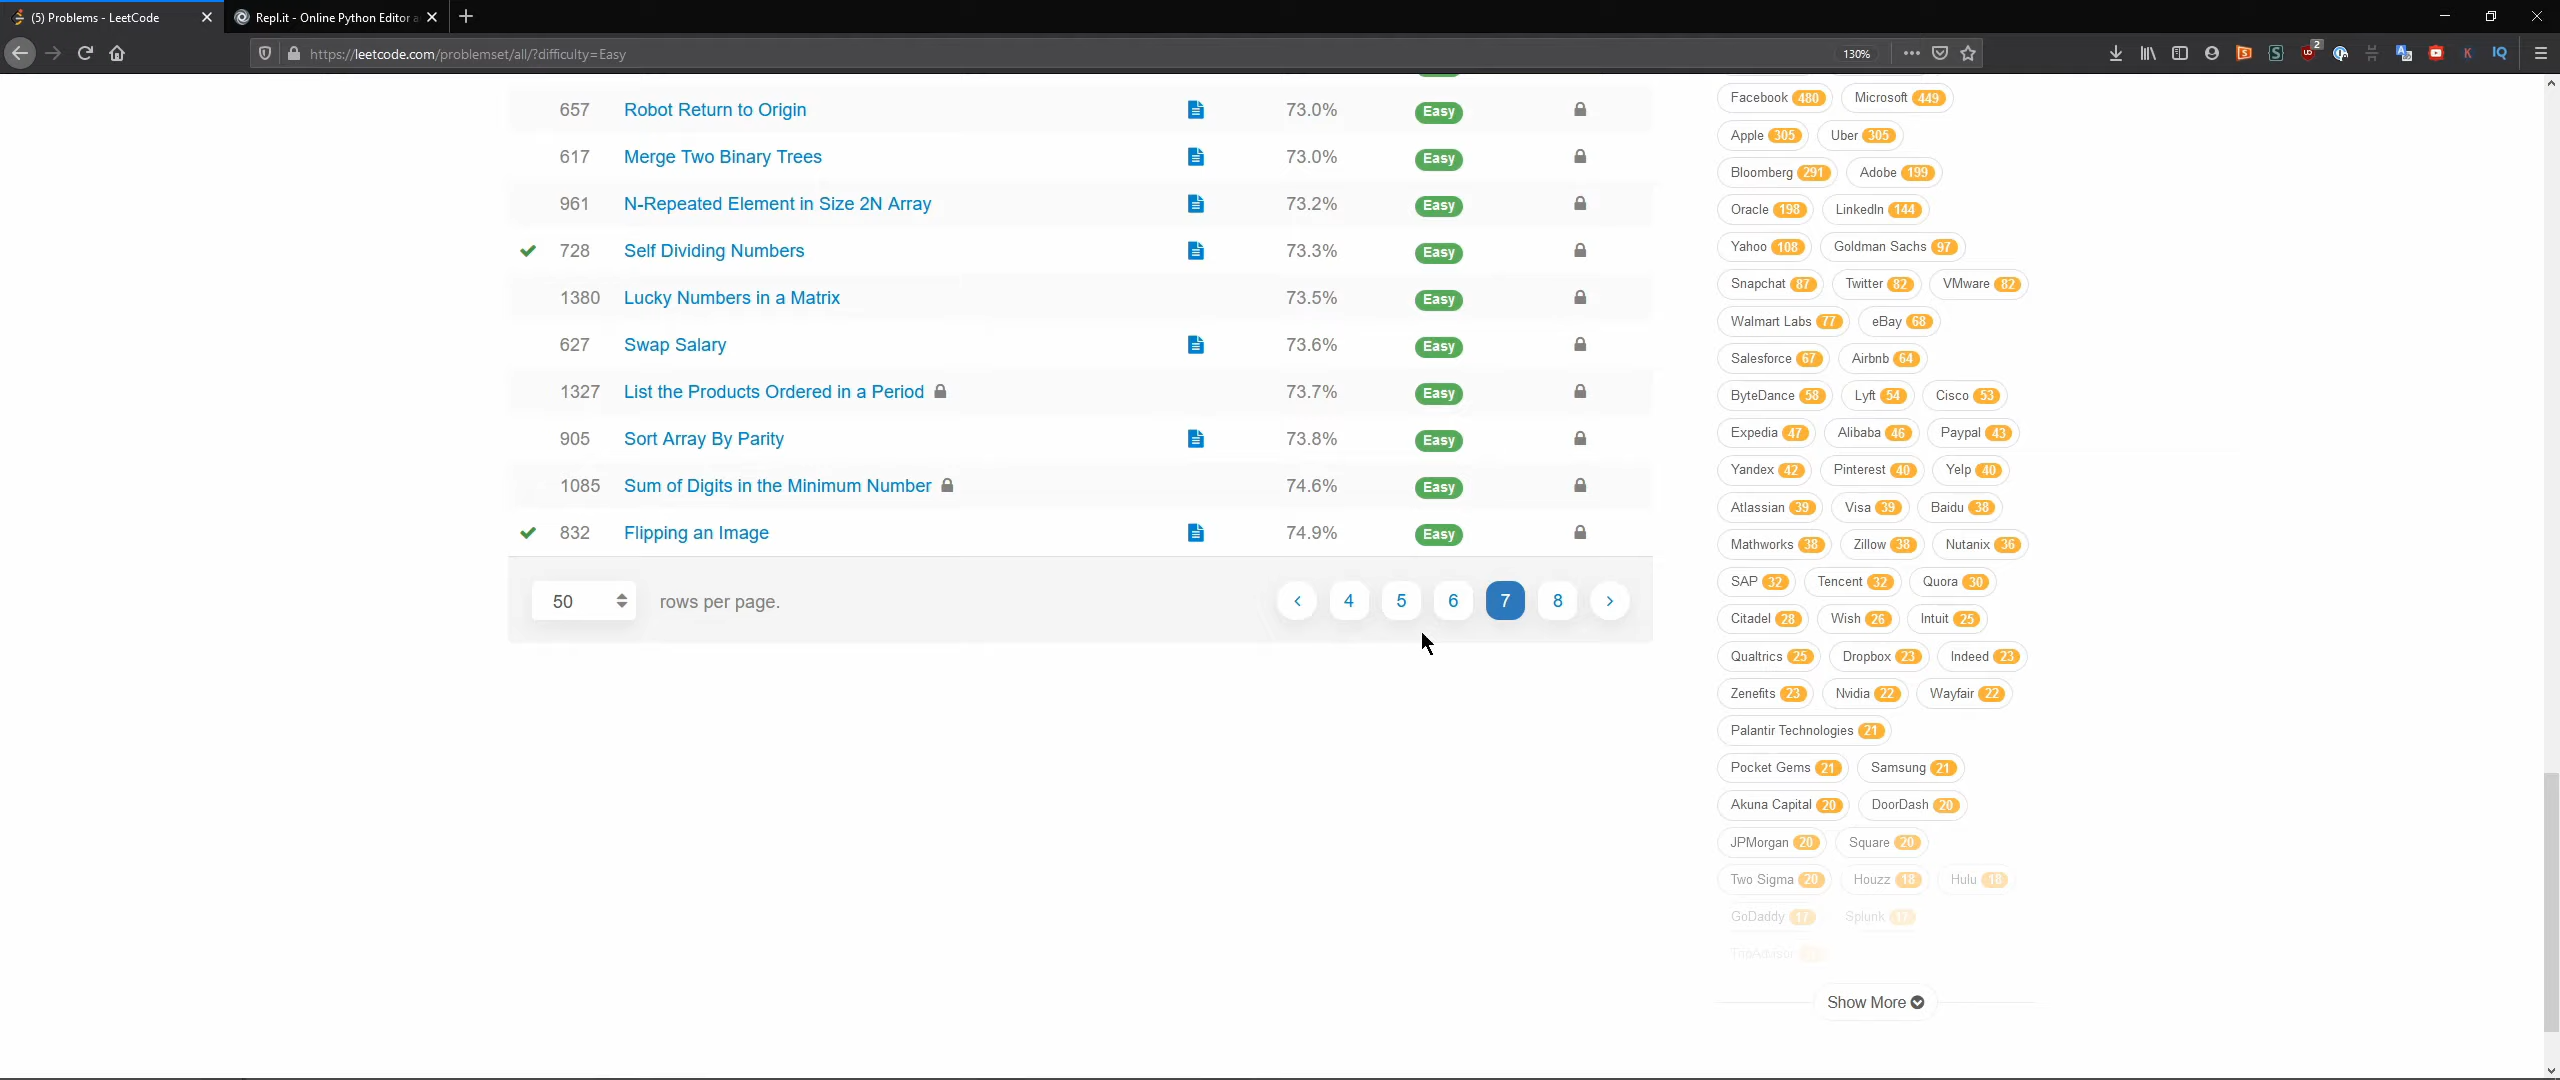 (5) Problems - LeetCode
Repl.it - Online Python Editor a
https://leetcode.com/problemset/all/?difficulty=Easy
130%
2
657 Robot Return to Origin 73.0% Easy
617 Merge Two Binary Trees 73.0% Easy
961 N-Repeated Element in Size 2N Array 73.2% Easy
728 Self Dividing Numbers 73.3% Easy
1380 Lucky Numbers in a Matrix 73.5% Easy
627 Swap Salary 73.6% Easy
1327 List the Products Ordered in a Period 73.7% Easy
905 Sort Array By Parity 73.8% Easy
1085 Sum of Digits in the Minimum Number 74.6% Easy
832 Flipping an Image 74.9% Easy
50 rows per page. 4 5 6 7 8
Facebook 480 Microsoft 449
Apple 305 Uber 305
Bloomberg 291 Adobe 199
Oracle 198 LinkedIn 144
Yahoo 108 Goldman Sachs 97
Snapchat 87 Twitter 82 VMware 82
Walmart Labs 77 eBay 68
Salesforce 67 Airbnb 64
ByteDance 58 Lyft 54 Cisco 53
Expedia 47 Alibaba 46 Paypal 43
Yandex 42 Pinterest 40 Yelp 40
Atlassian 39 Visa 39 Baidu 38
Mathworks 38 Zillow 38 Nutanix 36
SAP 32 Tencent 32 Quora 30
Citadel 28 Wish 26 Intuit 25
Qualtrics 25 Dropbox 23 Indeed 23
Zenefits 23 Nvidia 22 Wayfair 22
Palantir Technologies 21
Pocket Gems 21 Samsung 21
Akuna Capital 20 DoorDash 20
JPMorgan 20 Square 20
Two Sigma 20 Houzz 18 Hulu 18
GoDaddy 17 Splunk 17
TripAdvisor
Show More